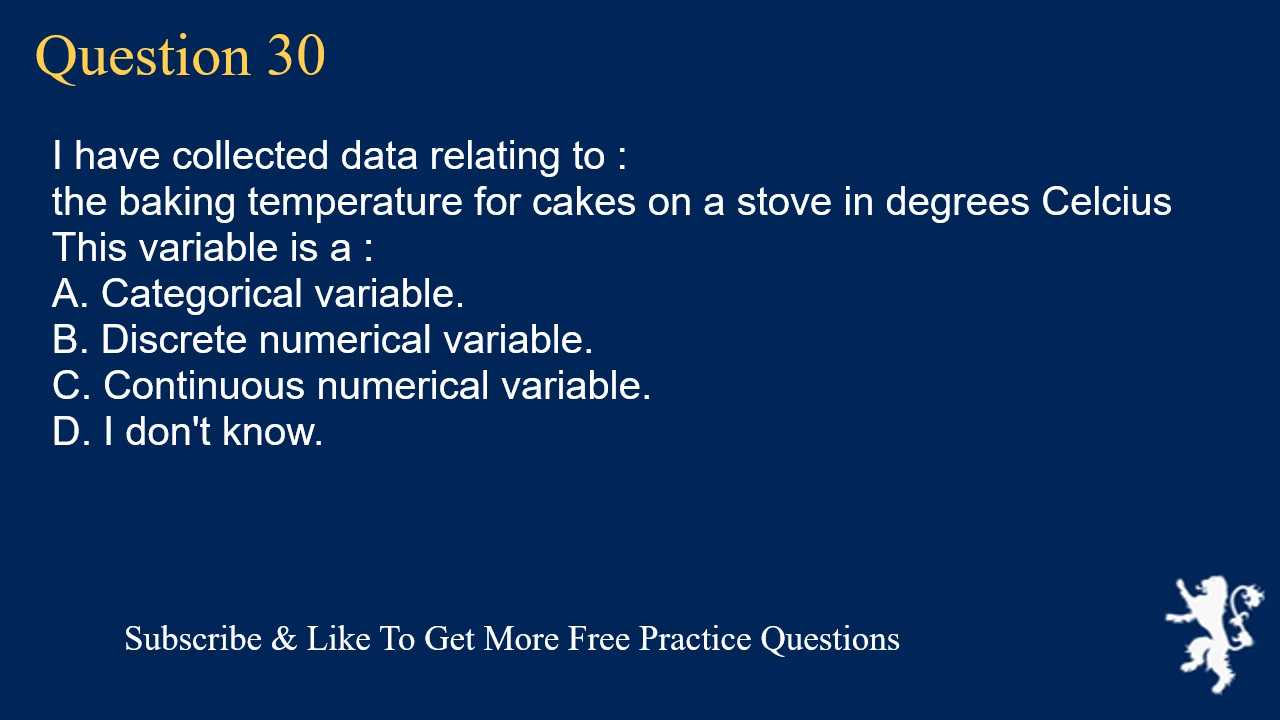 Question 30
I have collected data relating to :
the baking temperature for cakes on a stove in degrees Celcius
This variable is a :
A. Categorical variable.
B. Discrete numerical variable.
C. Continuous numerical variable.
D. I don't know.
Subscribe & Like To Get More Free Practice Questions